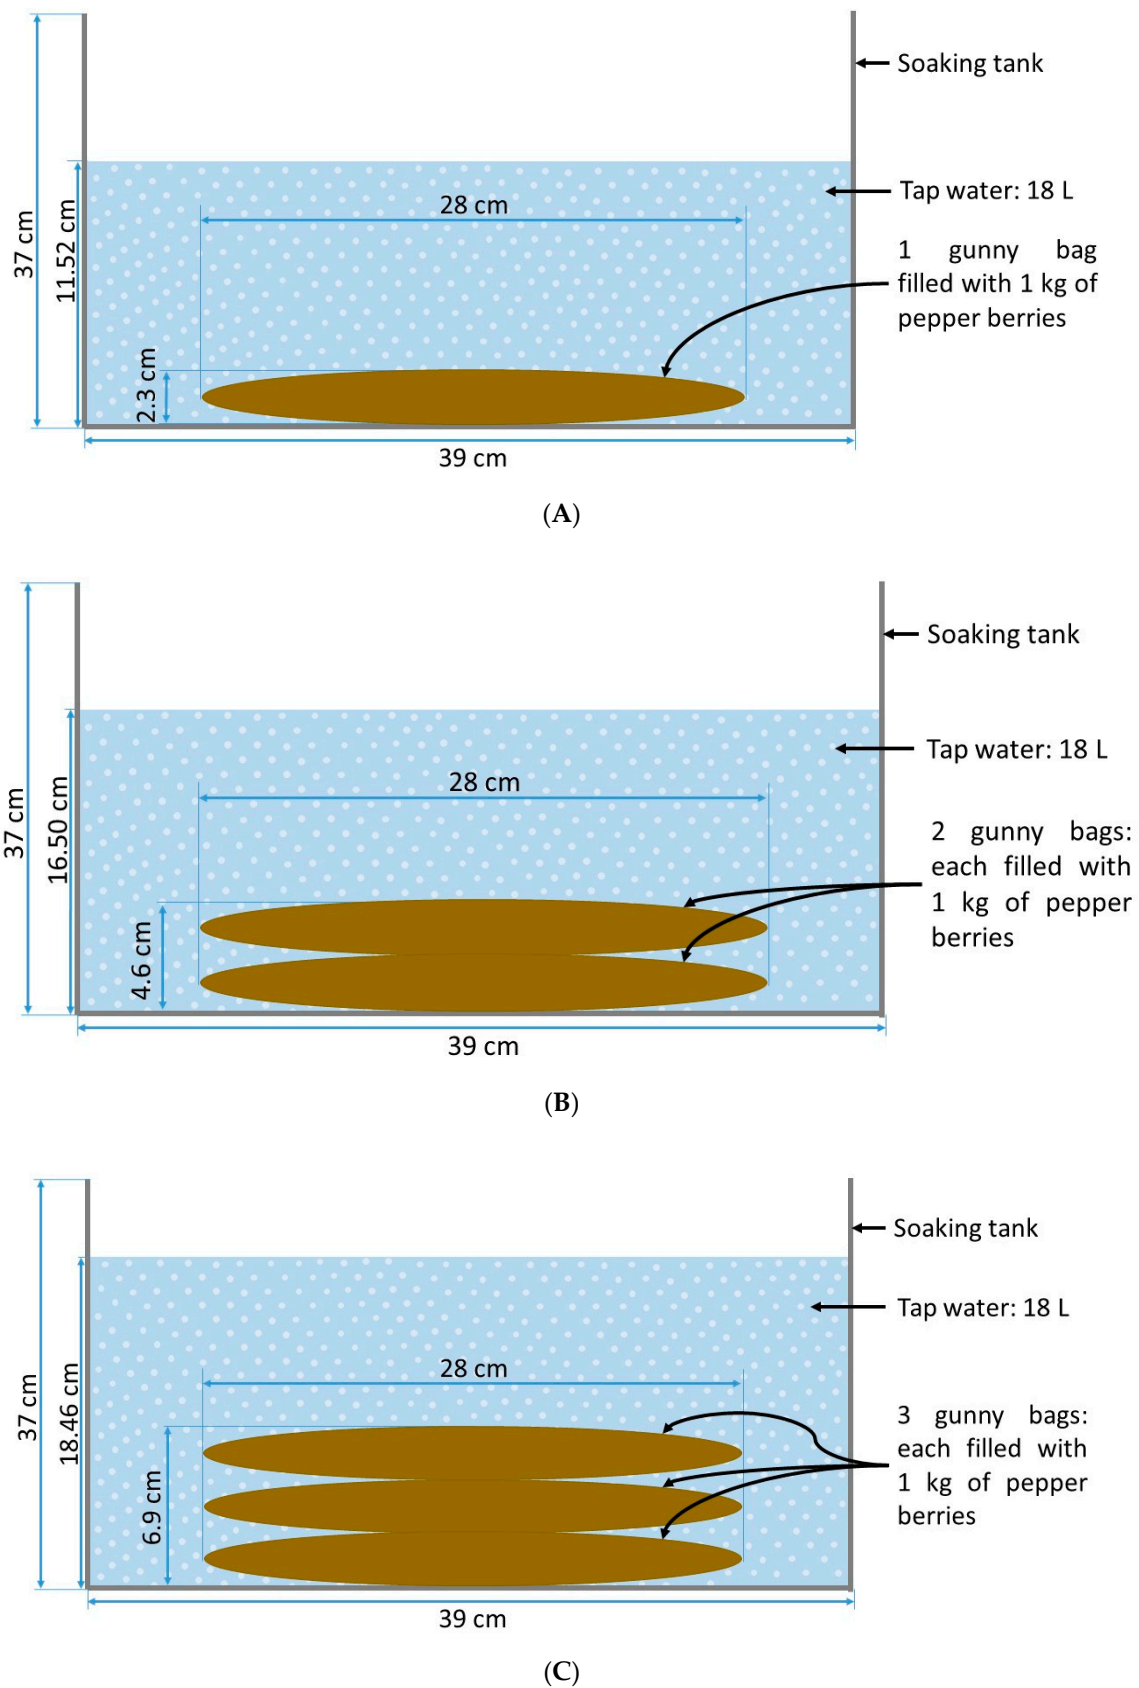 Soaking tank
Tap water: 18 L
28 cm
37 cm
11.52 cm
1 gunny bag
filled with 1 kg of
pepper berries
2.3 cm
39 cm
(A)
Soaking tank
Tap water: 18 L
28 cm
37 cm
16.50 cm
2 gunny bags:
each filled with
1 kg of pepper
berries
4.6 cm
39 cm
(B)
Soaking tank
Tap water: 18 L
28 cm
37 cm
18.46 cm
3 gunny bags:
each filled with
1 kg of pepper
berries
6.9 cm
39 cm
(C)